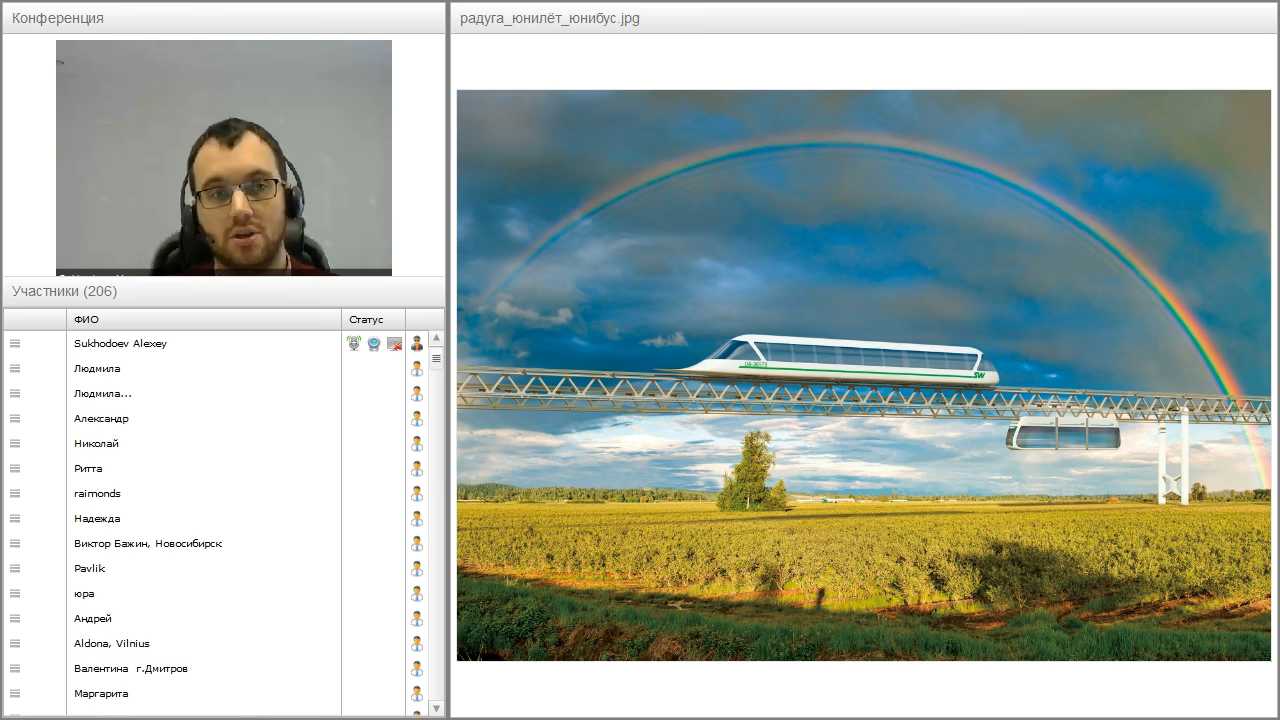 Конференция
Участники (206)
ФИО
Статус
Sukhodoev Alexey
Людмила
Людмила...
Александр
Николай
Ритта
raimonds
Надежда
Виктор Бажин, Новосибирск
Pavlik
юра
Андрей
Aldona, Vilnius
Валентина г.Дмитров
Маргарита
радуга_юнилёт_юнибус.jpg
SW